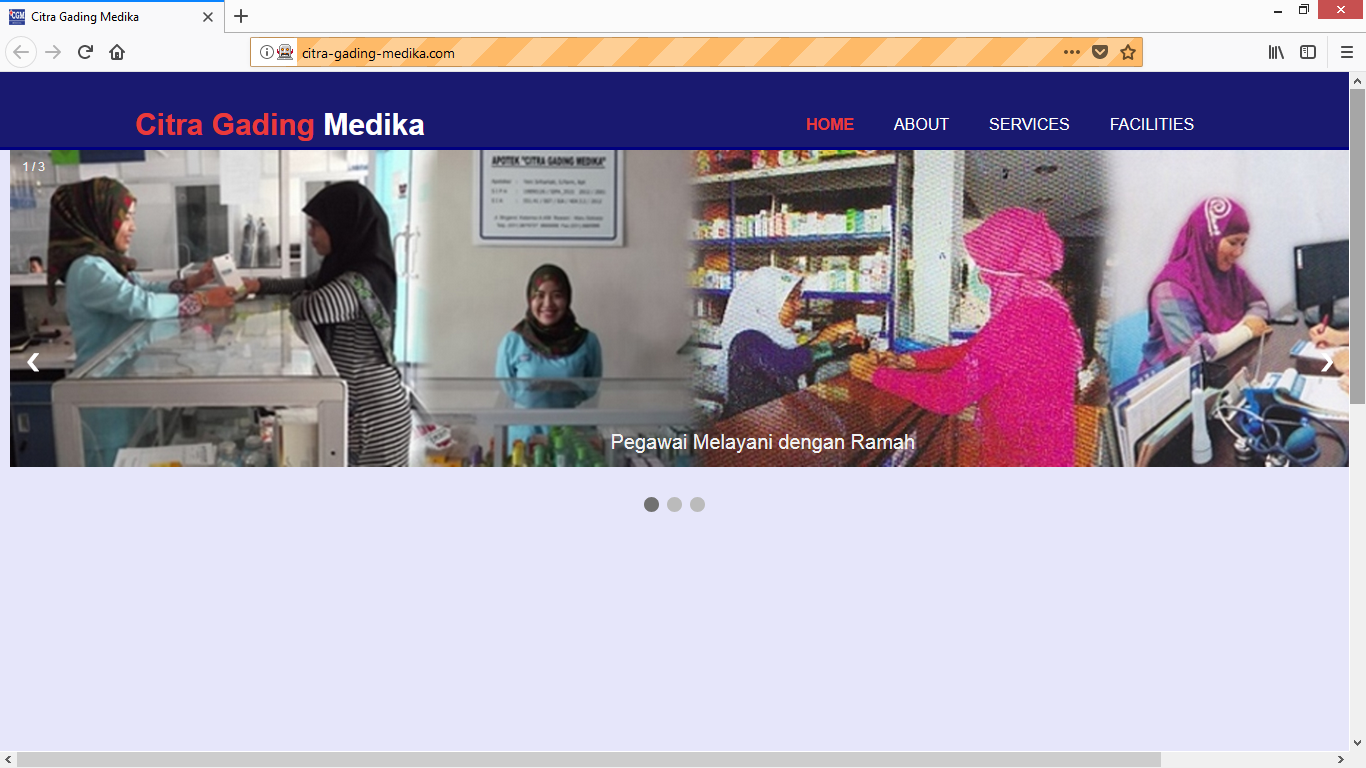 Citra Gading Medika
citra-gading-medika.com
Citra Gading Medika
HOME ABOUT SERVICES FACILITIES
1 / 3
APOTEK "CITRA GADING MEDIKA"
Pegawai Melayani dengan Ramah